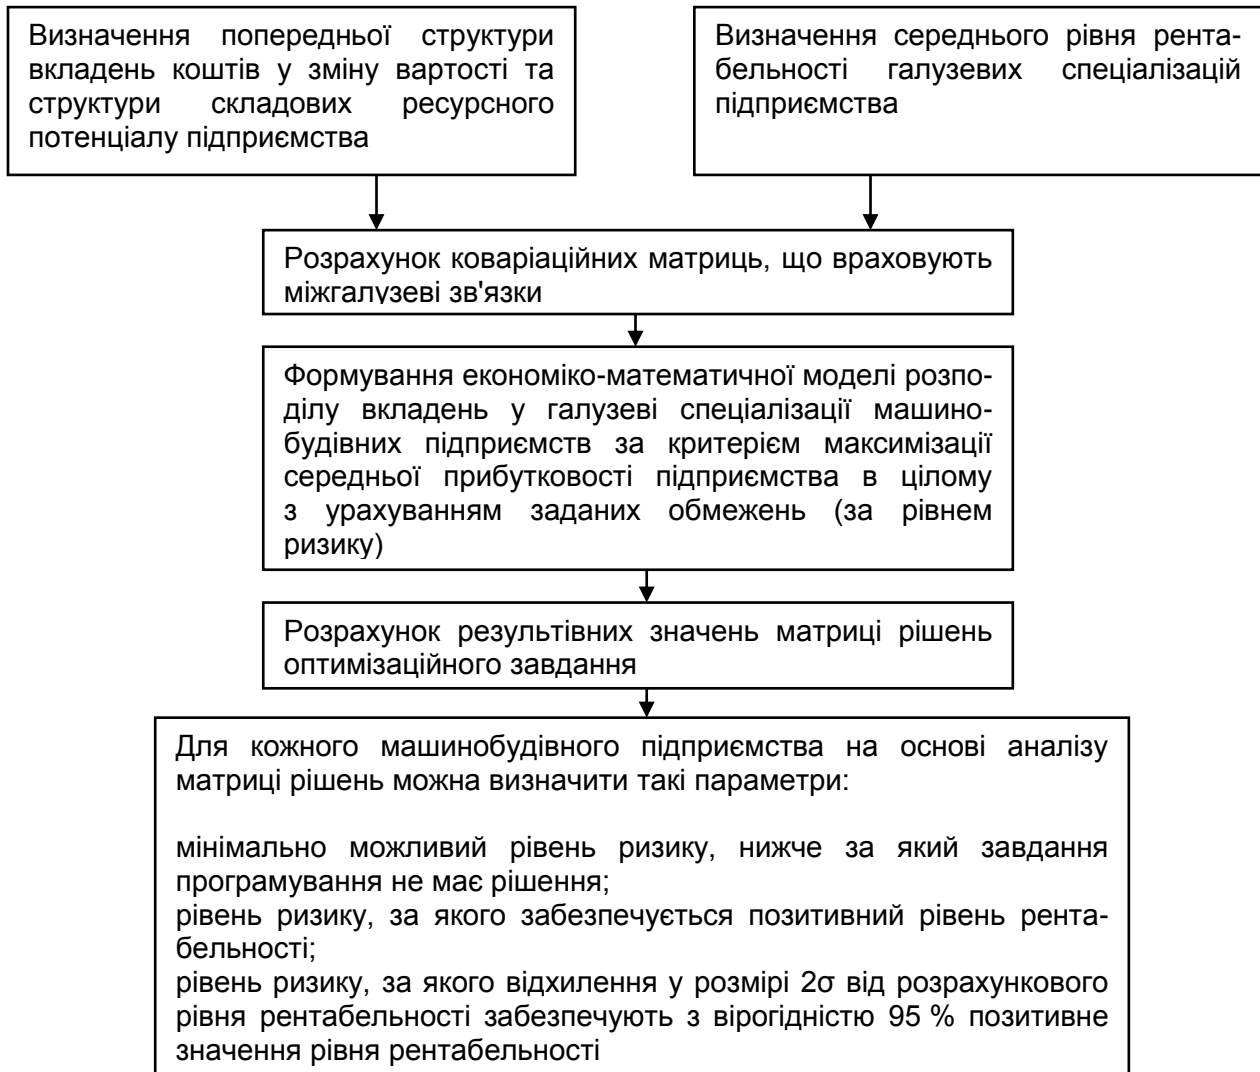 Визначення попередньої структури
вкладень коштів у зміну вартості та
структури складових ресурсного
потенціалу підприємства
Визначення середнього рівня рента-
бельності галузевих спеціалізацій
підприємства
Розрахунок коваріаційних матриць, що враховують
міжгалузеві зв'язки
Формування економіко-математичної моделі розпо-
ділу вкладень у галузеві спеціалізації машино-
будівних підприємств за критерієм максимізації
середньої прибутковості підприємства в цілому
з урахуванням заданих обмежень (за рівнем
ризику)
Розрахунок результівних значень матриці рішень
оптимізаційного завдання
Для кожного машинобудівного підприємства на основі аналізу
матриці рішень можна визначити такі параметри:
мінімально можливий рівень ризику, нижче за який завдання
програмування не має рішення;
рівень ризику, за якого забезпечується позитивний рівень рента-
бельності;
рівень ризику, за якого відхилення у розмірі 2σ від розрахункового
рівня рентабельності забезпечують з вірогідністю 95 % позитивне
значення рівня рентабельності